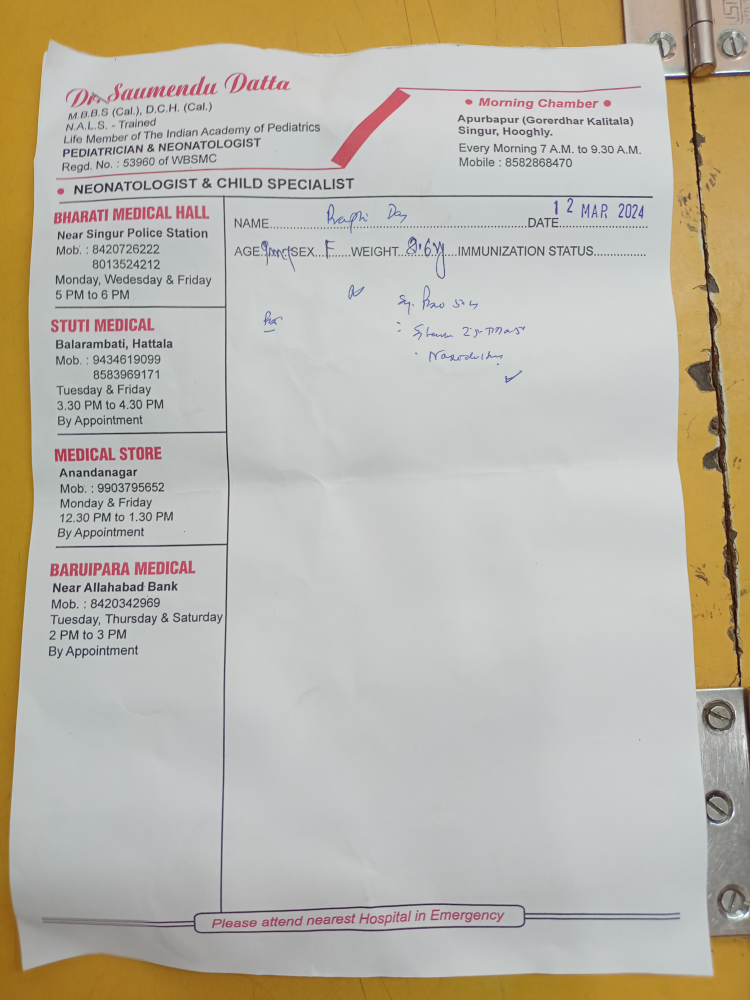 Dr. Saumendu Datta
M.B.B.S (Cal.), D.C.H. (Cal.)
N.A.L.S. - Trained
Life Member of The Indian Academy of Pediatrics
PEDIATRICIAN & NEONATOLOGIST
Regd. No. : 53960 of WBSMC
• Morning Chamber •
Apurbapur (Gorerdhar Kalitala)
Singur, Hooghly.
Every Morning 7 A.M. to 9.30 A.M.
Mobile : 8582868470
• NEONATOLOGIST & CHILD SPECIALIST
BHARATI MEDICAL HALL
Near Singur Police Station
Mob. : 8420726222
8013524212
Monday, Wedesday & Friday
5 PM to 6 PM
STUTI MEDICAL
Balarambati, Hattala
Mob. : 9434619099
8583969171
Tuesday & Friday
3.30 PM to 4.30 PM
By Appointment
MEDICAL STORE
Anandanagar
Mob. : 9903795652
Monday & Friday
12.30 PM to 1.30 PM
By Appointment
BARUIPARA MEDICAL
Near Allahabad Bank
Mob. : 8420342969
Tuesday, Thursday & Saturday
2 PM to 3 PM
By Appointment
NAME DATE 12 MAR 2024
AGE SEX F WEIGHT IMMUNIZATION STATUS
Please attend nearest Hospital in Emergency